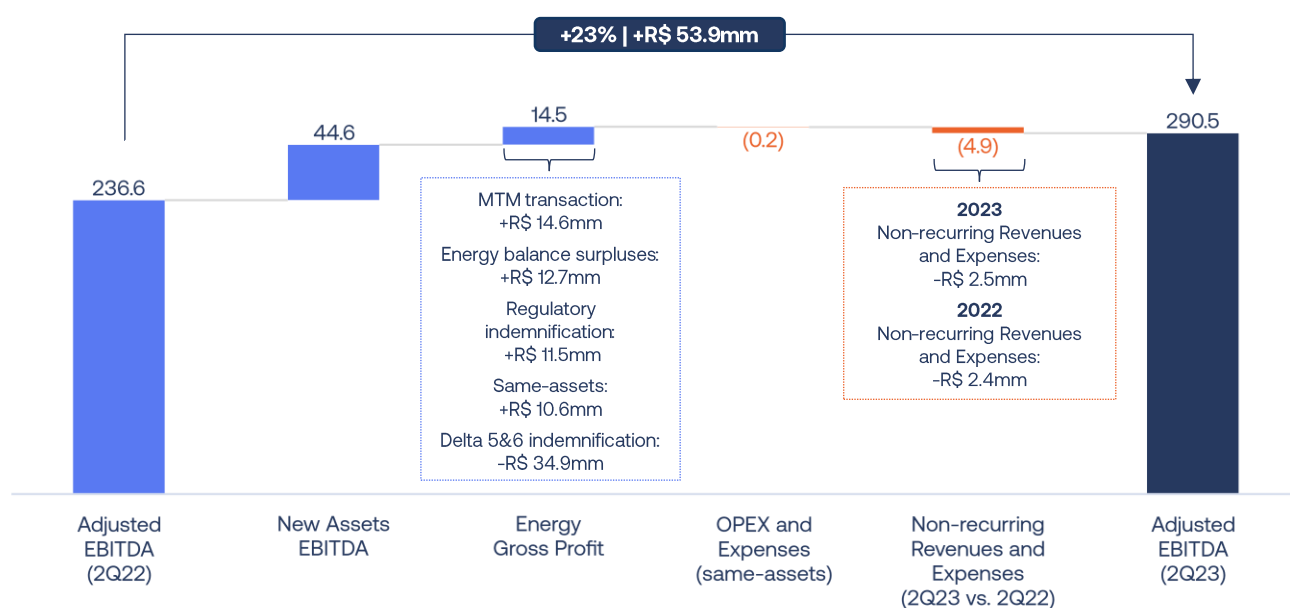 +23% | +R$ 53.9mm
236.6
44.6
14.5
(0.2)
(4.9)
290.5
MTM transaction:
+R$ 14.6mm
Energy balance surpluses:
+R$ 12.7mm
Regulatory
indemnification:
+R$ 11.5mm
Same-assets:
+R$ 10.6mm
Delta 5&6 indemnification:
-R$ 34.9mm
2023
Non-recurring Revenues
and Expenses:
-R$ 2.5mm
2022
Non-recurring Revenues
and Expenses:
-R$ 2.4mm
Adjusted
EBITDA
(2Q22)
New Assets
EBITDA
Energy
Gross Profit
OPEX and
Expenses
(same-assets)
Non-recurring
Revenues and
Expenses
(2Q23 vs. 2Q22)
Adjusted
EBITDA
(2Q23)